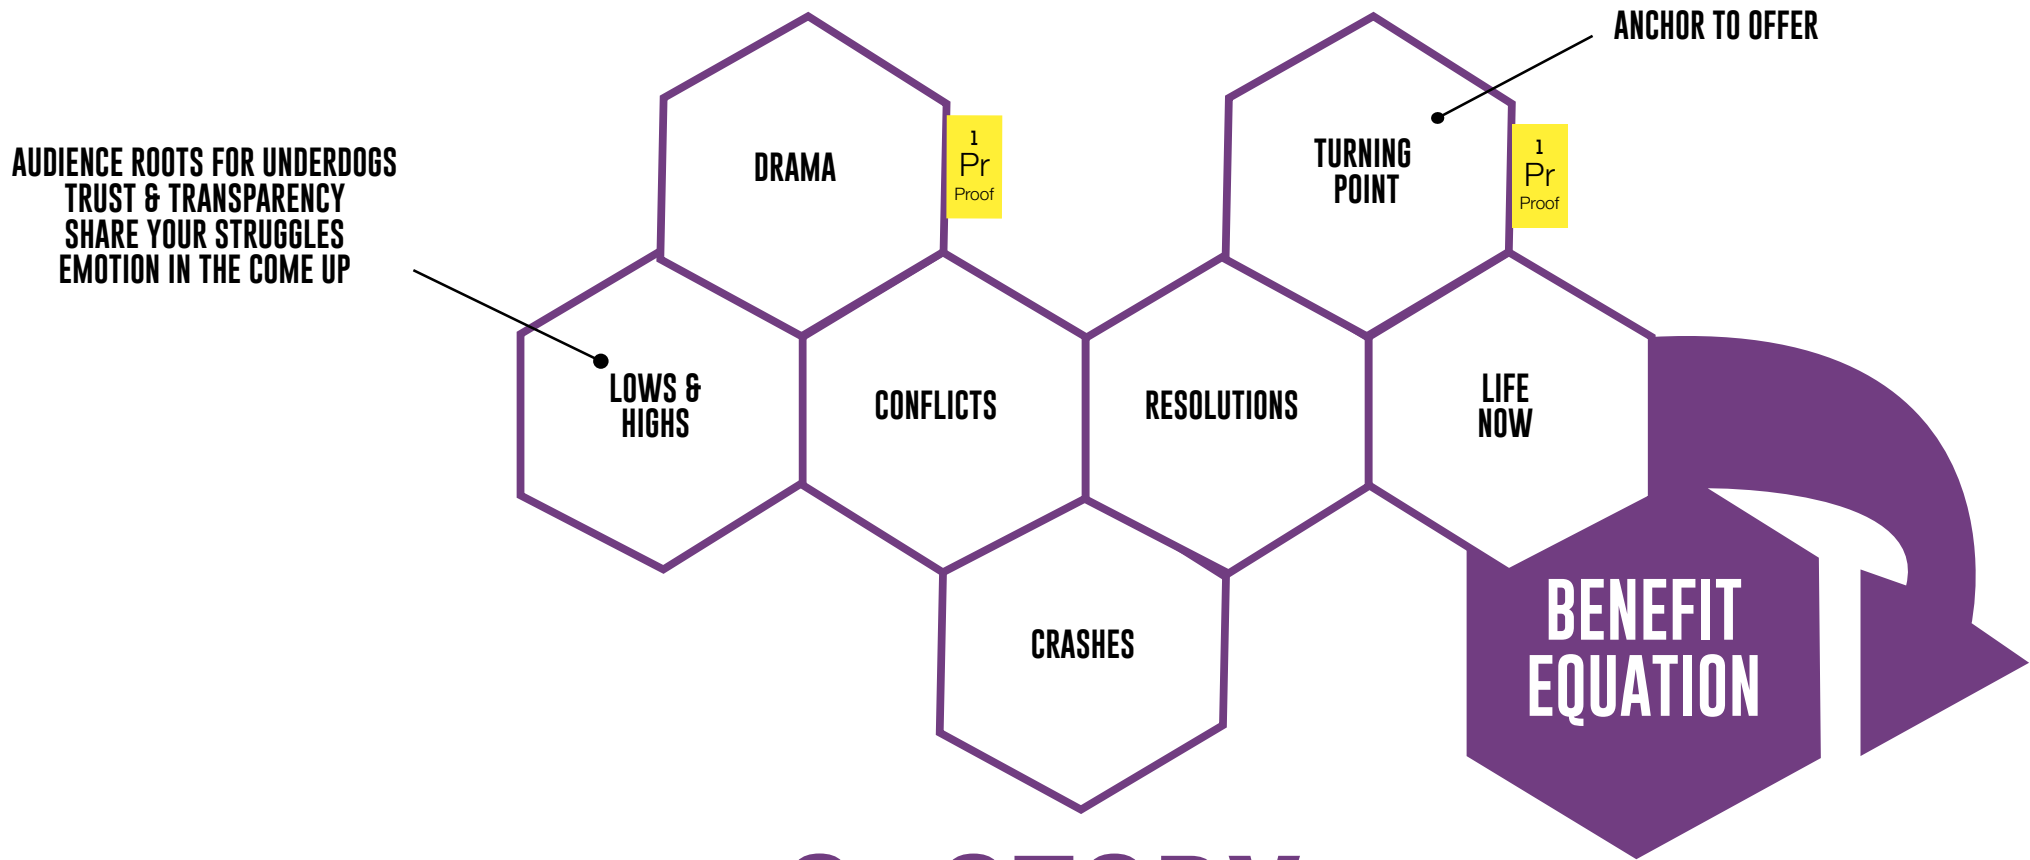 ANCHOR TO OFFER
AUDIENCE ROOTS FOR UNDERDOGS
TRUST & TRANSPARENCY
SHARE YOUR STRUGGLES
EMOTION IN THE COME UP
DRAMA
1
Pr
Proof
TURNING
POINT
1
Pr
Proof
LOWS &
HIGHS
CONFLICTS
RESOLUTIONS
LIFE
NOW
CRASHES
BENEFIT
EQUATION